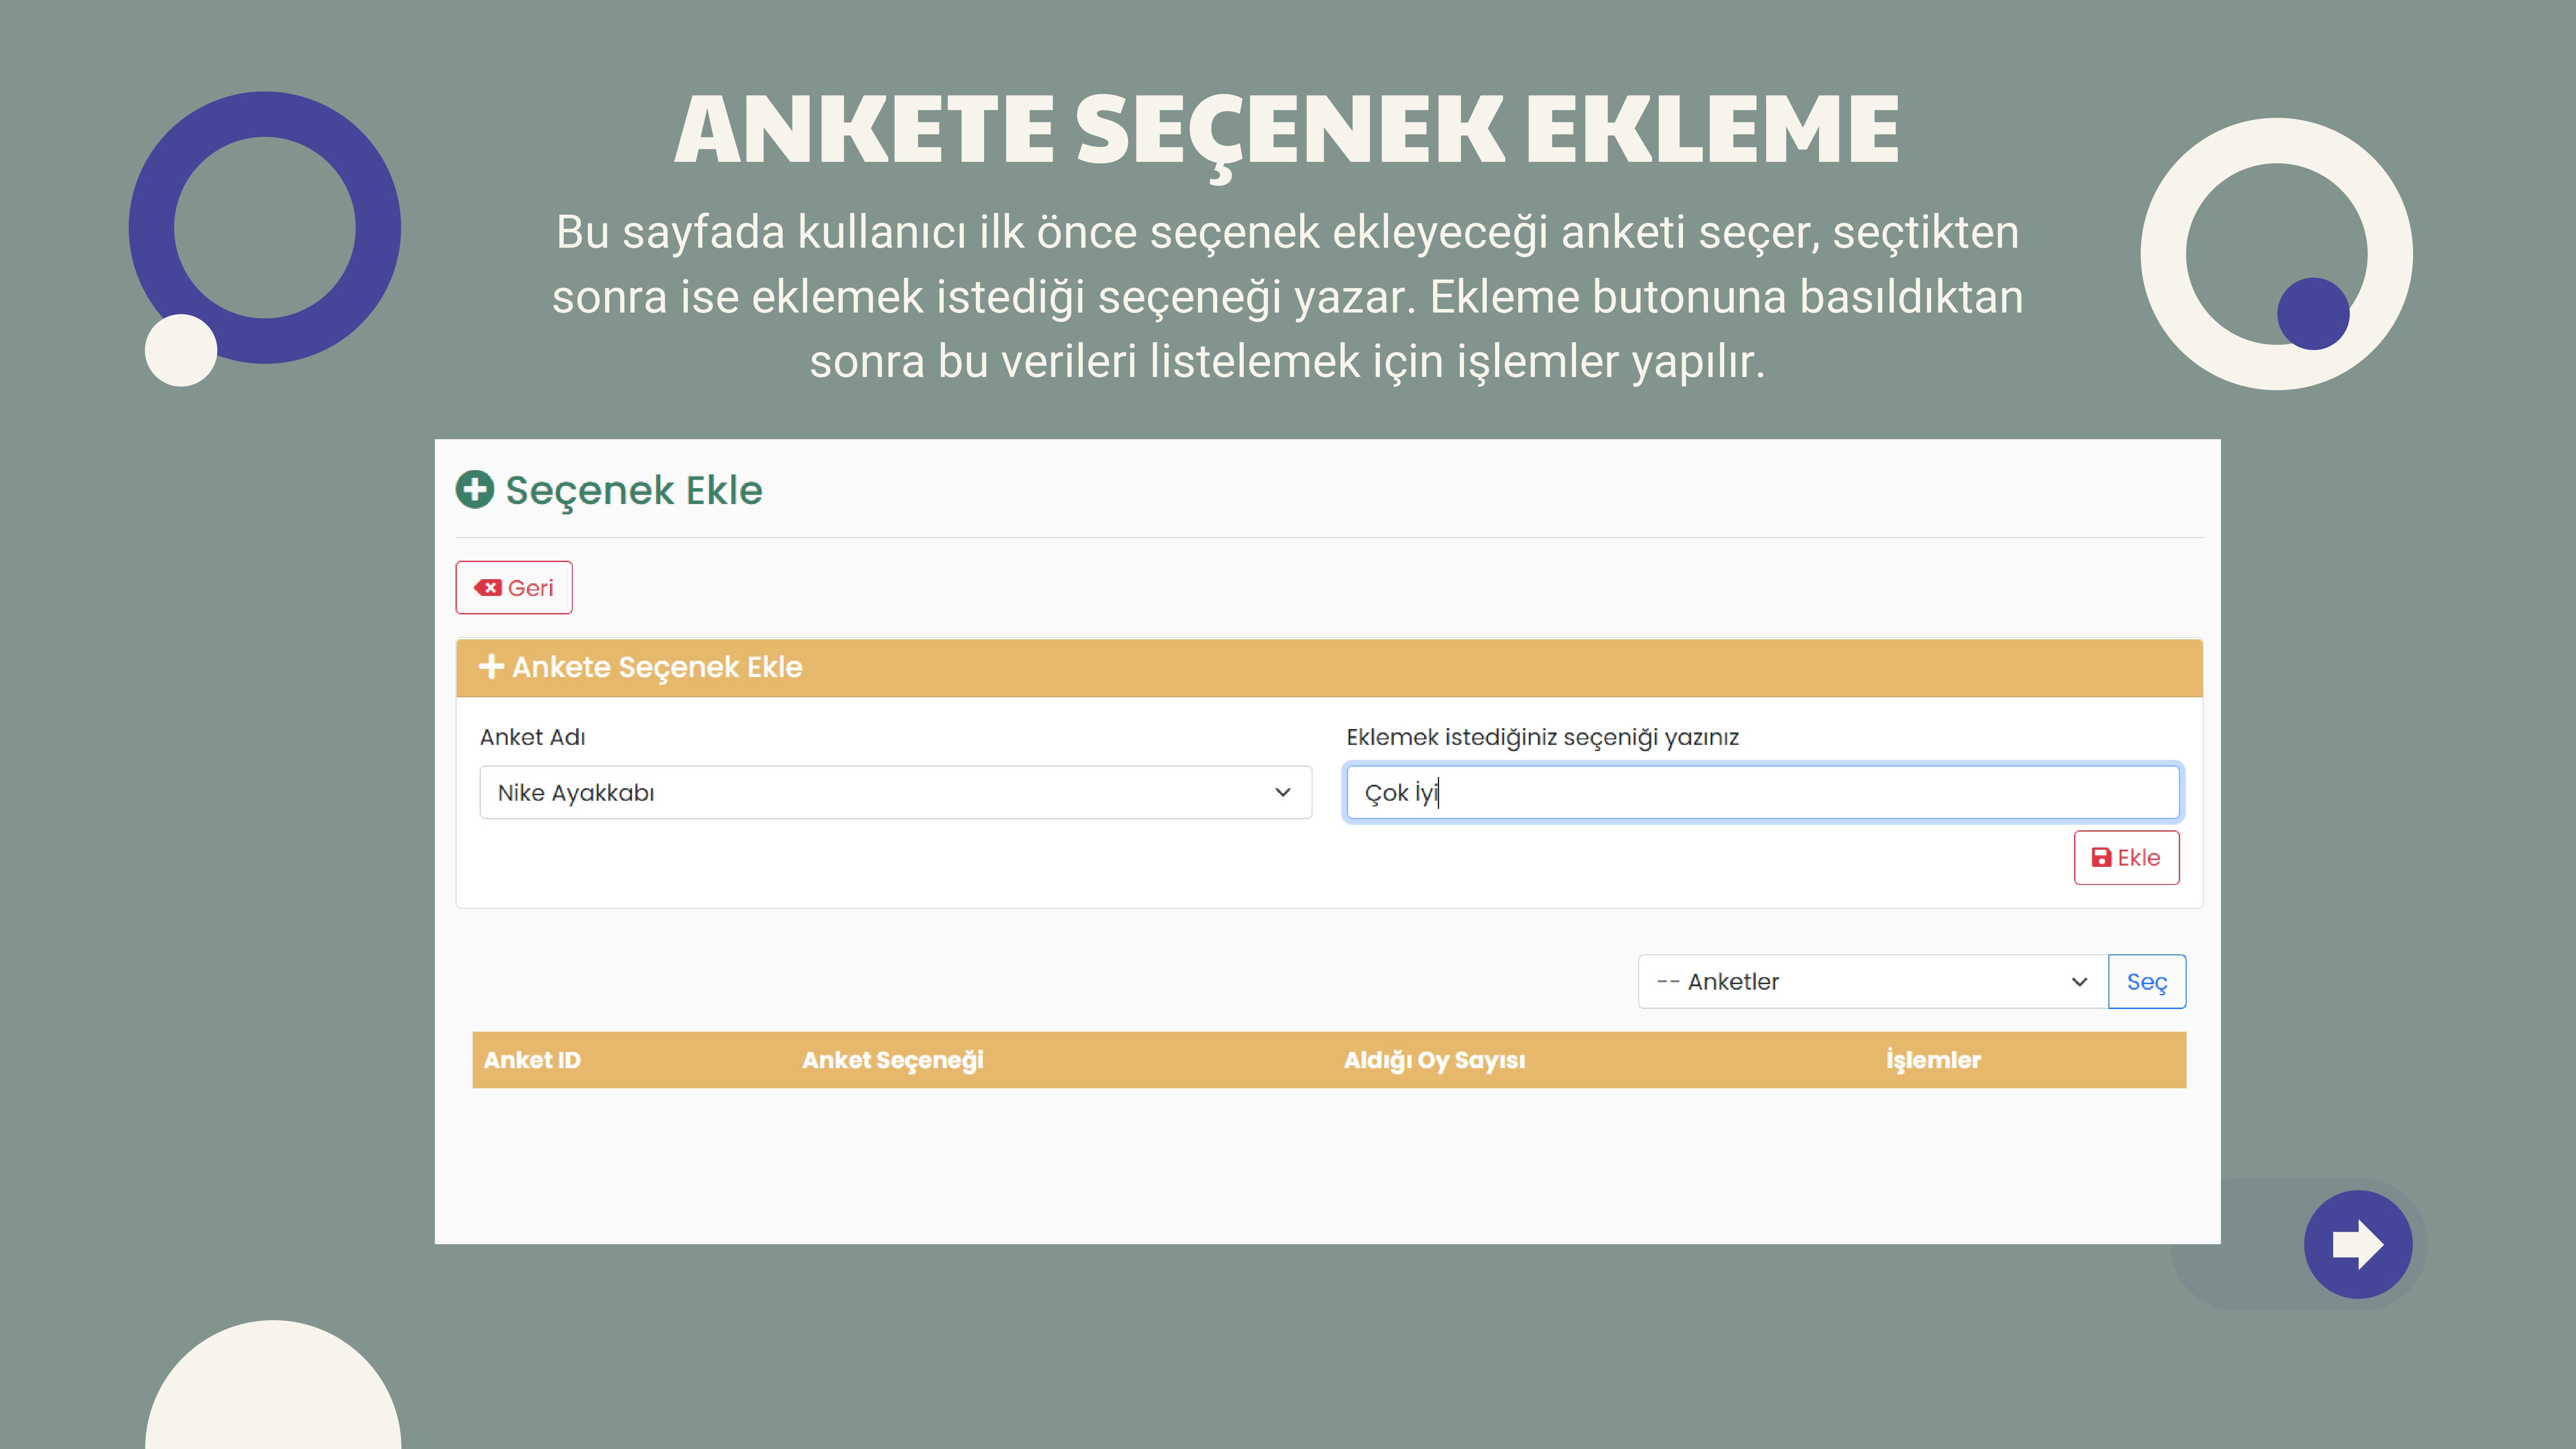 ANKETE SEÇENEK EKLEME
Bu sayfada kullanıcı ilk önce seçenek ekleyeceği anketi seçer, seçtikten
sonra ise eklemek istediği seçeneği yazar. Ekleme butonuna basıldıktan
sonra bu verileri listelemek için işlemler yapılır.
Seçenek Ekle
Geri
Ankete Seçenek Ekle
Anket Adı
Eklemek istediğiniz seçeniği yazınız
Nike Ayakkabı
Çok İyi
Ekle
-- Anketler
Seç
Anket ID Anket Seçeneği Aldığı Oy Sayısı İşlemler